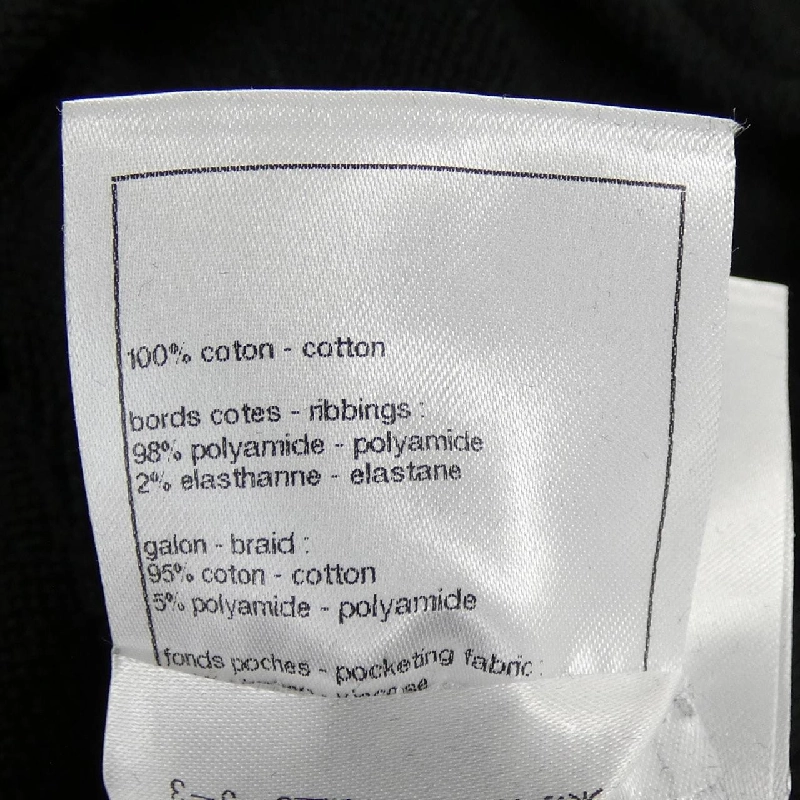 100% coton - cotton
bords cotes - ribbings :
98% polyamide - polyamide
2% elasthanne - elastane
galon - braid :
95% coton - cotton
5% polyamide - polyamide
fonds poches - pocketing fabric :